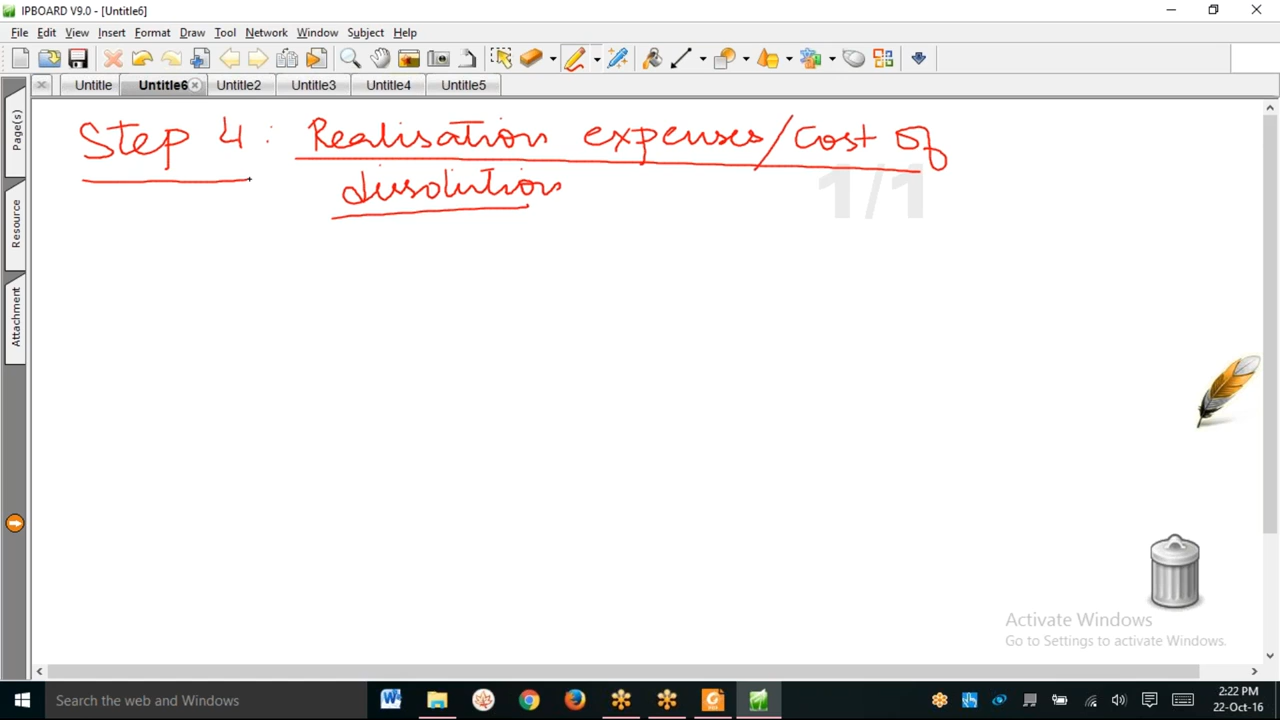 IPBOARD V9.0 - [Untitle6]
File Edit View Insert Format Draw Tool Network Window Subject Help
Untitle Untitle6 Untitle2 Untitle3 Untitle4 Untitle5
Page(s)
Resource
Attachment
Step 4 : Realisation expenses/Cost of
dissolution
1/1
Activate Windows
Go to Settings to activate Windows.
Search the web and Windows
2:22 PM
22-Oct-16